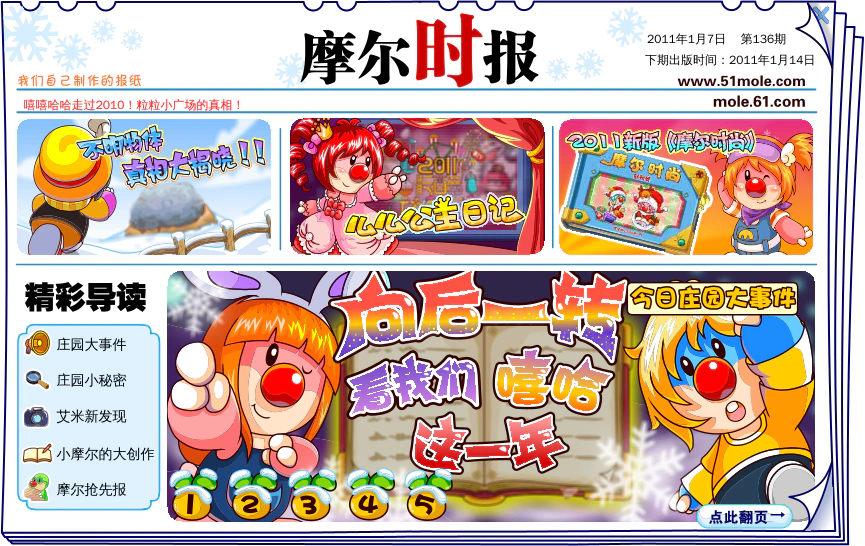 摩尔时报
2011年1月7日 第136期
下期出版时间：2011年1月14日
我们自己制作的报纸
www.51mole.com
嘻嘻哈哈走过2010！粒粒小广场的真相！
mole.61.com
不明物体
真相大揭晓！！
2011
么么公主日记
2011新版《摩尔时尚》
摩尔时尚
精彩导读
庄园大事件
庄园小秘密
艾米新发现
小摩尔的大创作
摩尔抢先报
向后一转
看我们嘻哈
这一年
今日庄园大事件
1 2 3 4 5
点此翻页→